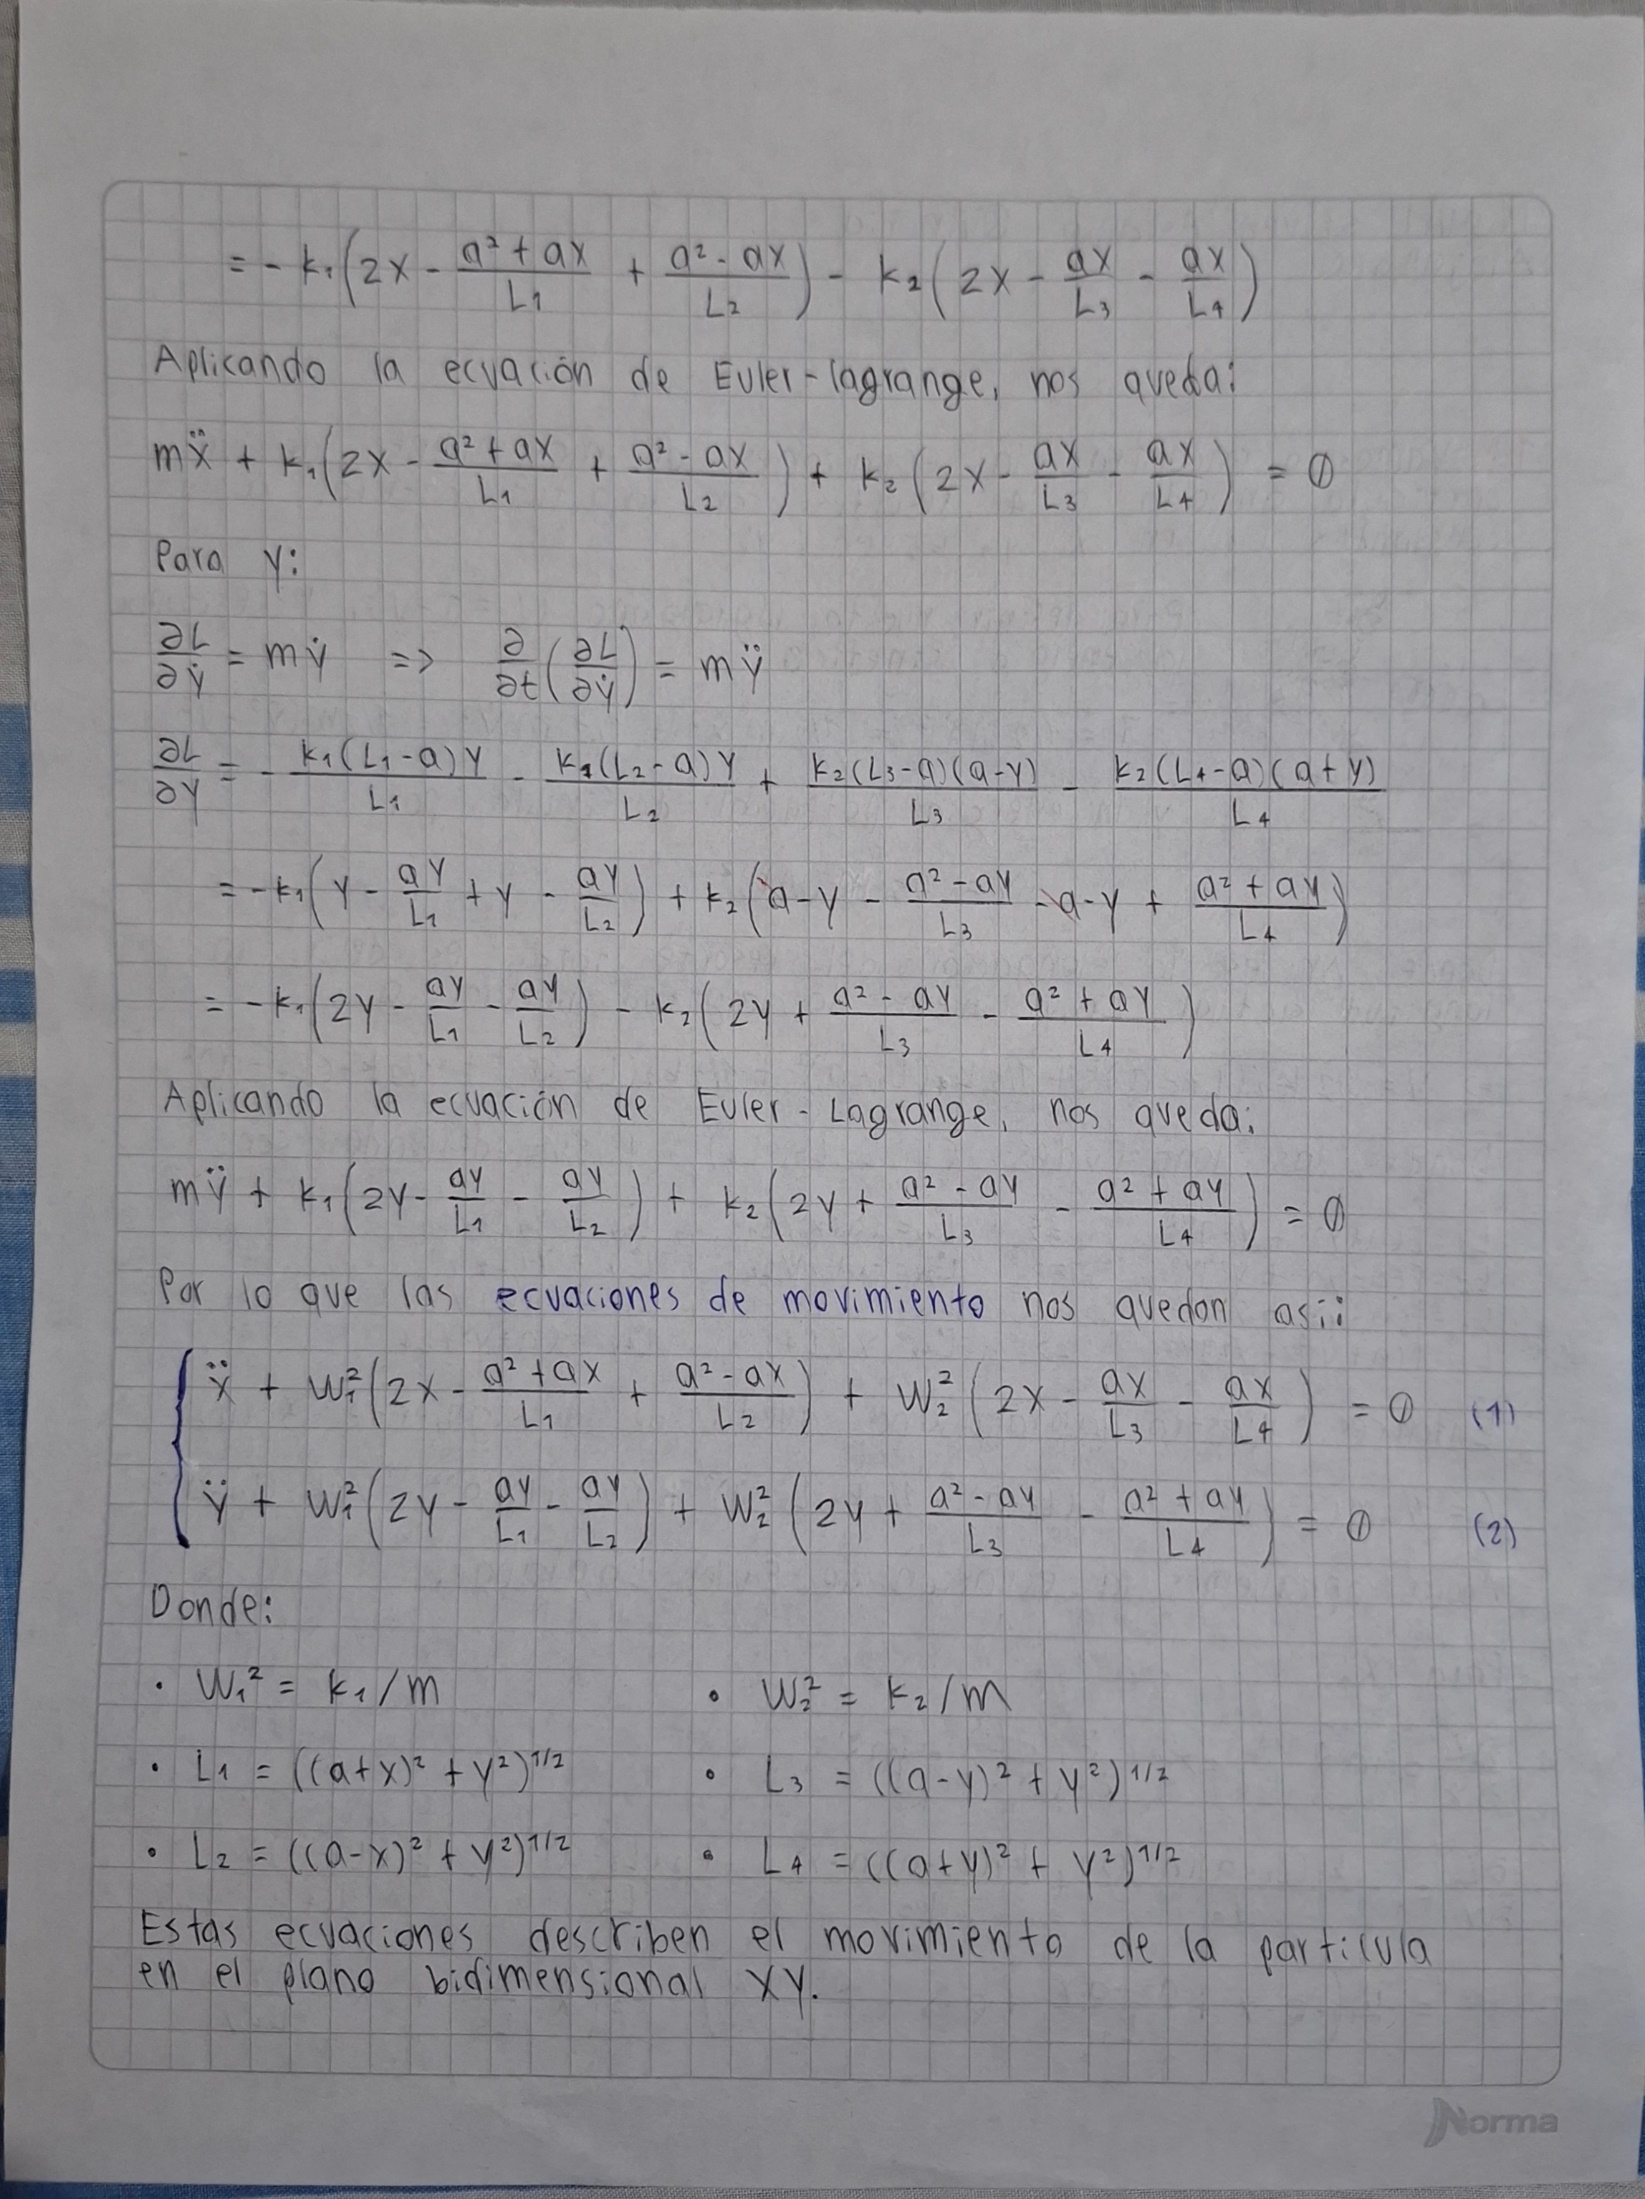 = - k₁(2x - (a² + ax)/L₁ + (a² - ax)/L₂) - k₂(2x - ax/L₃ - ax/L₄)
Aplicando la ecuación de Euler-lagrange, nos queda:
mẍ + k₁(2x - (a² + ax)/L₁ + (a² - ax)/L₂) + k₂(2x - ax/L₃ - ax/L₄) = 0
Para y:
∂L/∂ẏ = mẏ => ∂/∂t(∂L/∂ẏ) = mÿ
∂L/∂y = - k₁(L₁-a)y/L₁ - k₁(L₂-a)y/L₂ + k₂(L₃-a)(a-y)/L₃ - k₂(L₄-a)(a+y)/L₄
= -k₁(y - ay/L₁ + y - ay/L₂) + k₂(a-y - (a² - ay)/L₃ - a-y + (a² + ay)/L₄)
= -k₁(2y - ay/L₁ - ay/L₂) - k₂(2y + (a² - ay)/L₃ - (a² + ay)/L₄)
Aplicando la ecuación de Euler-Lagrange, nos queda:
mÿ + k₁(2y - ay/L₁ - ay/L₂) + k₂(2y + (a² - ay)/L₃ - (a² + ay)/L₄) = 0
Por lo que las ecuaciones de movimiento nos quedan así:
ẍ + W₁²(2x - (a² + ax)/L₁ + (a² - ax)/L₂) + W₂²(2x - ax/L₃ - ax/L₄) = 0 (1)
ÿ + W₁²(2y - ay/L₁ - ay/L₂) + W₂²(2y + (a² - ay)/L₃ - (a² + ay)/L₄) = 0 (2)
Donde:
• W₁² = k₁/m • W₂² = k₂/m
• L₁ = ((a+x)² + y²)^1/2 • L₃ = ((a-y)² + y²)^1/2
• L₂ = ((a-x)² + y²)^1/2 • L₄ = ((a+y)² + y²)^1/2
Estas ecuaciones describen el movimiento de la particula
en el plano bidimensional XY.
Norma